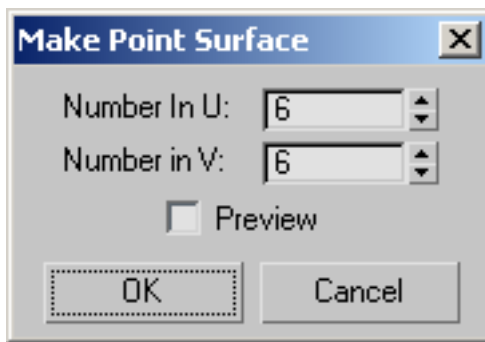 Make Point Surface
Number In U: 6
Number in V: 6
Preview
OK Cancel